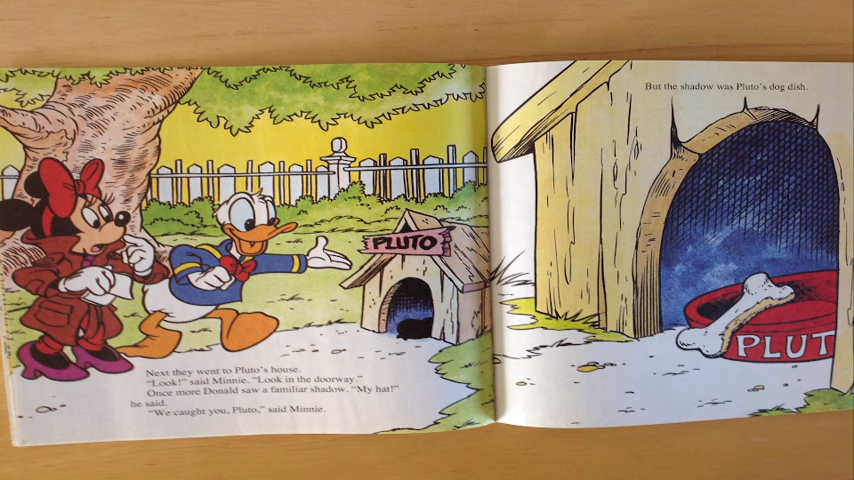 PLUTO
Next they went to Pluto's house.
"Look!" said Minnie. "Look in the doorway."
Once more Donald saw a familiar shadow. "My hat!"
he said.
"We caught you, Pluto," said Minnie.
But the shadow was Pluto's dog dish.
PLUT